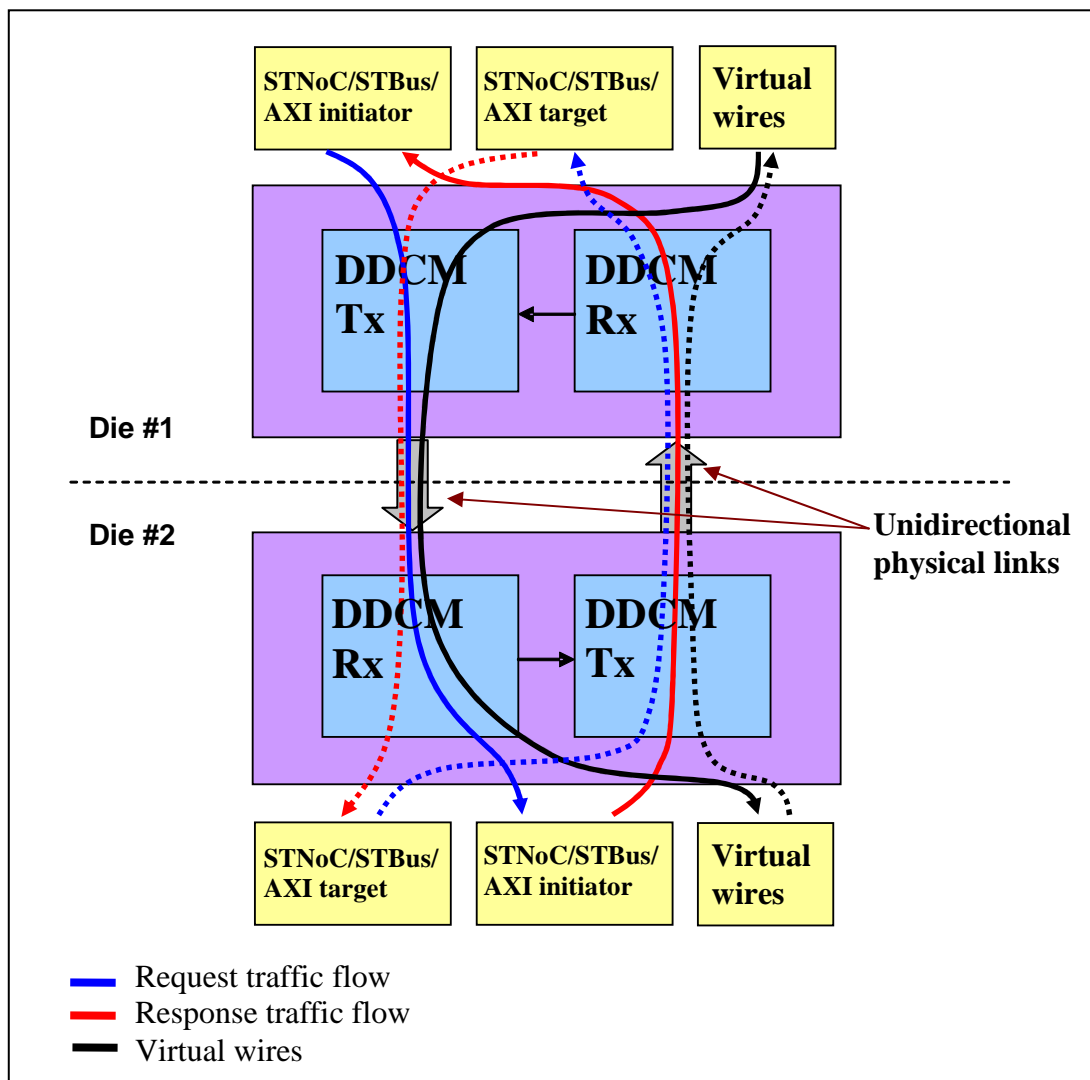 STNoC/STBus/
AXI initiator
STNoC/STBus/
AXI target
Virtual
wires
DDCM
Tx
DDCM
Rx
Die #1
Die #2
Unidirectional
physical links
DDCM
Rx
DDCM
Tx
STNoC/STBus/
AXI target
STNoC/STBus/
AXI initiator
Virtual
wires
Request traffic flow
Response traffic flow
Virtual wires